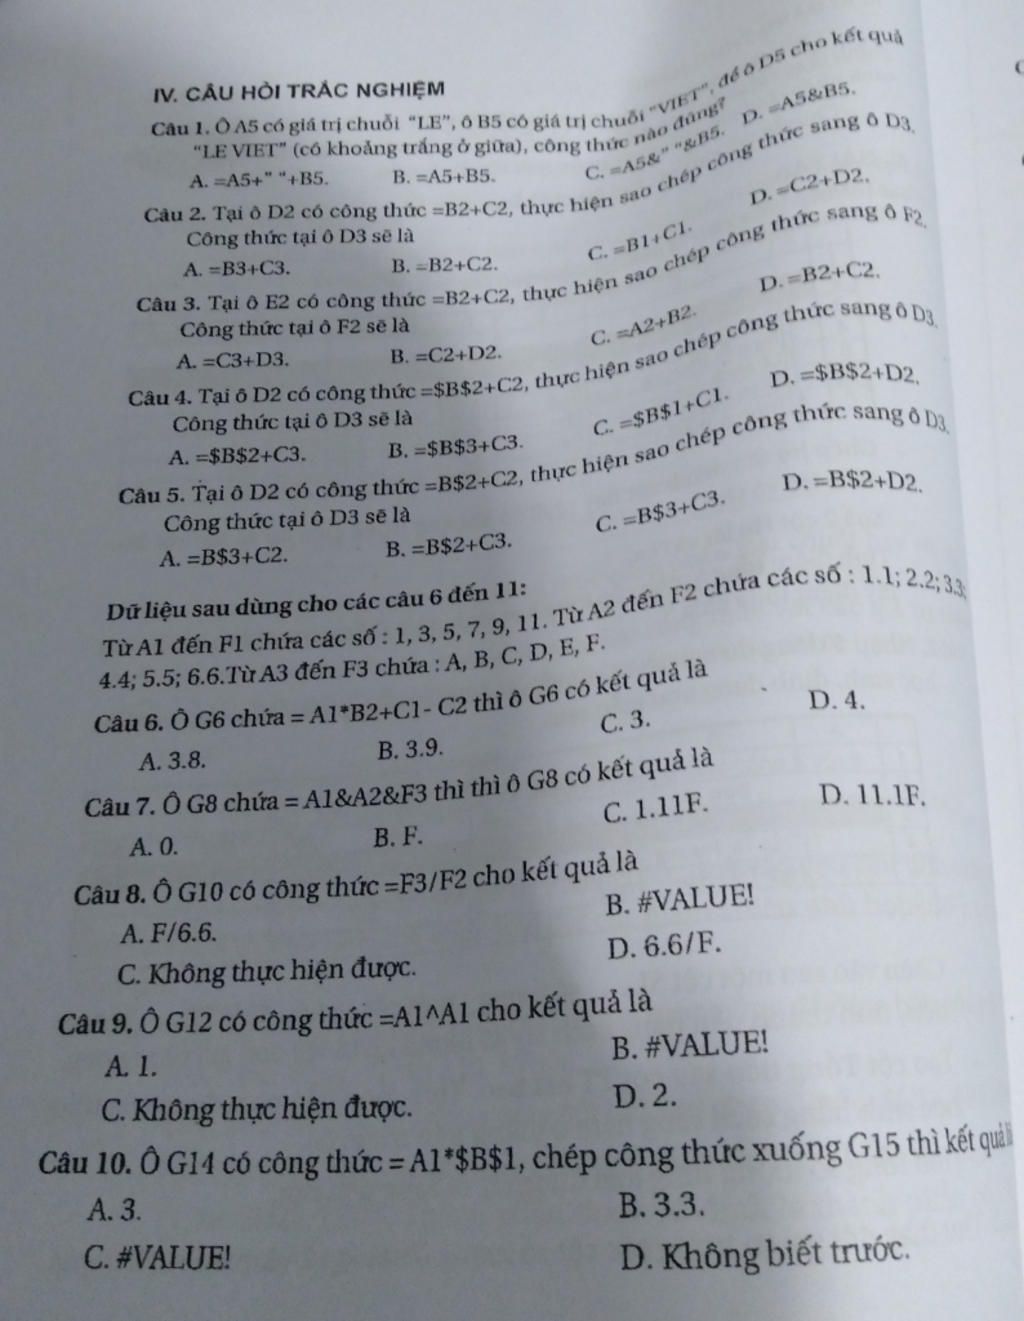 IV. CÂU HỎI TRẮC NGHIỆM
Câu 1. Ô A5 có giá trị chuỗi "LE", ô B5 có giá trị chuỗi "VIET", để ô D5 cho kết quả
"LE VIET" (có khoảng trắng ở giữa), công thức nào đúng?
A. =A5+" "+B5. B. =A5+B5. C. =A5&" "&B5. D. =A5&B5.
Câu 2. Tại ô D2 có công thức =B2+C2, thực hiện sao chép công thức sang ô D3.
Công thức tại ô D3 sẽ là
A. =B3+C3. B. =B2+C2. C. =B1+C1. D. =C2+D2.
Câu 3. Tại ô E2 có công thức =B2+C2, thực hiện sao chép công thức sang ô F2.
Công thức tại ô F2 sẽ là
A. =C3+D3. B. =C2+D2. C. =A2+B2. D. =B2+C2.
Câu 4. Tại ô D2 có công thức =$B$2+C2, thực hiện sao chép công thức sang ô D3.
Công thức tại ô D3 sẽ là
A. =$B$2+C3. B. =$B$3+C3. C. =$B$1+C1. D. =$B$2+D2.
Câu 5. Tại ô D2 có công thức =B$2+C2, thực hiện sao chép công thức sang ô D3.
Công thức tại ô D3 sẽ là
A. =B$3+C2. B. =B$2+C3. C. =B$3+C3. D. =B$2+D2.
Dữ liệu sau dùng cho các câu 6 đến 11:
Từ A1 đến F1 chứa các số : 1, 3, 5, 7, 9, 11. Từ A2 đến F2 chứa các số : 1.1; 2.2; 3.3;
4.4; 5.5; 6.6.Từ A3 đến F3 chứa : A, B, C, D, E, F.
Câu 6. Ô G6 chứa = A1*B2+C1- C2 thì ô G6 có kết quả là
A. 3.8. B. 3.9. C. 3. D. 4.
Câu 7. Ô G8 chứa = A1&A2&F3 thì thì ô G8 có kết quả là
A. 0. B. F. C. 1.11F. D. 11.1F.
Câu 8. Ô G10 có công thức =F3/F2 cho kết quả là
A. F/6.6. B. #VALUE!
C. Không thực hiện được. D. 6.6/F.
Câu 9. Ô G12 có công thức =A1^A1 cho kết quả là
A. 1. B. #VALUE!
C. Không thực hiện được. D. 2.
Câu 10. Ô G14 có công thức = A1*$B$1, chép công thức xuống G15 thì kết quả là
A. 3. B. 3.3.
C. #VALUE! D. Không biết trước.